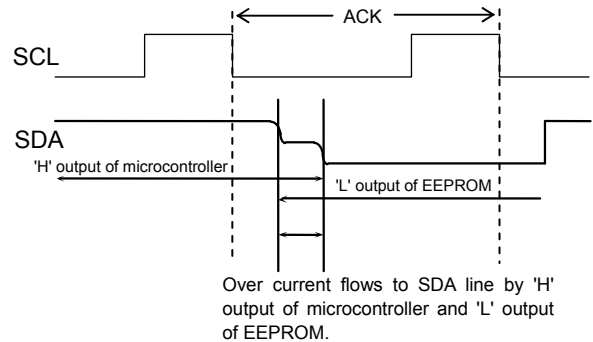 ACK
SCL
SDA
'H' output of microcontroller
'L' output of EEPROM
Over current flows to SDA line by 'H'
output of microcontroller and 'L' output
of EEPROM.